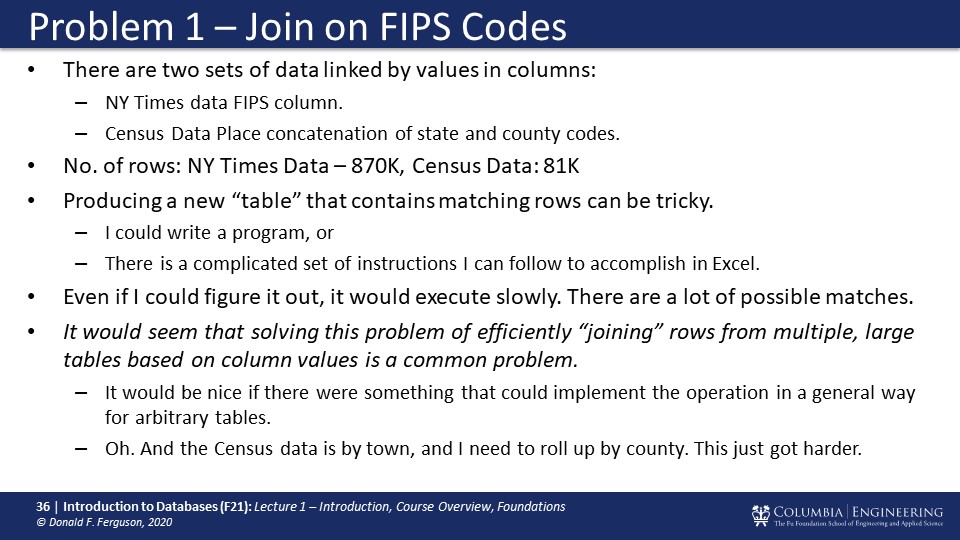 Problem 1 – Join on FIPS Codes
• There are two sets of data linked by values in columns:
– NY Times data FIPS column.
– Census Data Place concatenation of state and county codes.
• No. of rows: NY Times Data – 870K, Census Data: 81K
• Producing a new “table” that contains matching rows can be tricky.
– I could write a program, or
– There is a complicated set of instructions I can follow to accomplish in Excel.
• Even if I could figure it out, it would execute slowly. There are a lot of possible matches.
• It would seem that solving this problem of efficiently “joining” rows from multiple, large
tables based on column values is a common problem.
– It would be nice if there were something that could implement the operation in a general way
for arbitrary tables.
– Oh. And the Census data is by town, and I need to roll up by county. This just got harder.
36 | Introduction to Databases (F21): Lecture 1 – Introduction, Course Overview, Foundations
© Donald F. Ferguson, 2020
COLUMBIA | ENGINEERING
The Fu Foundation School of Engineering and Applied Science